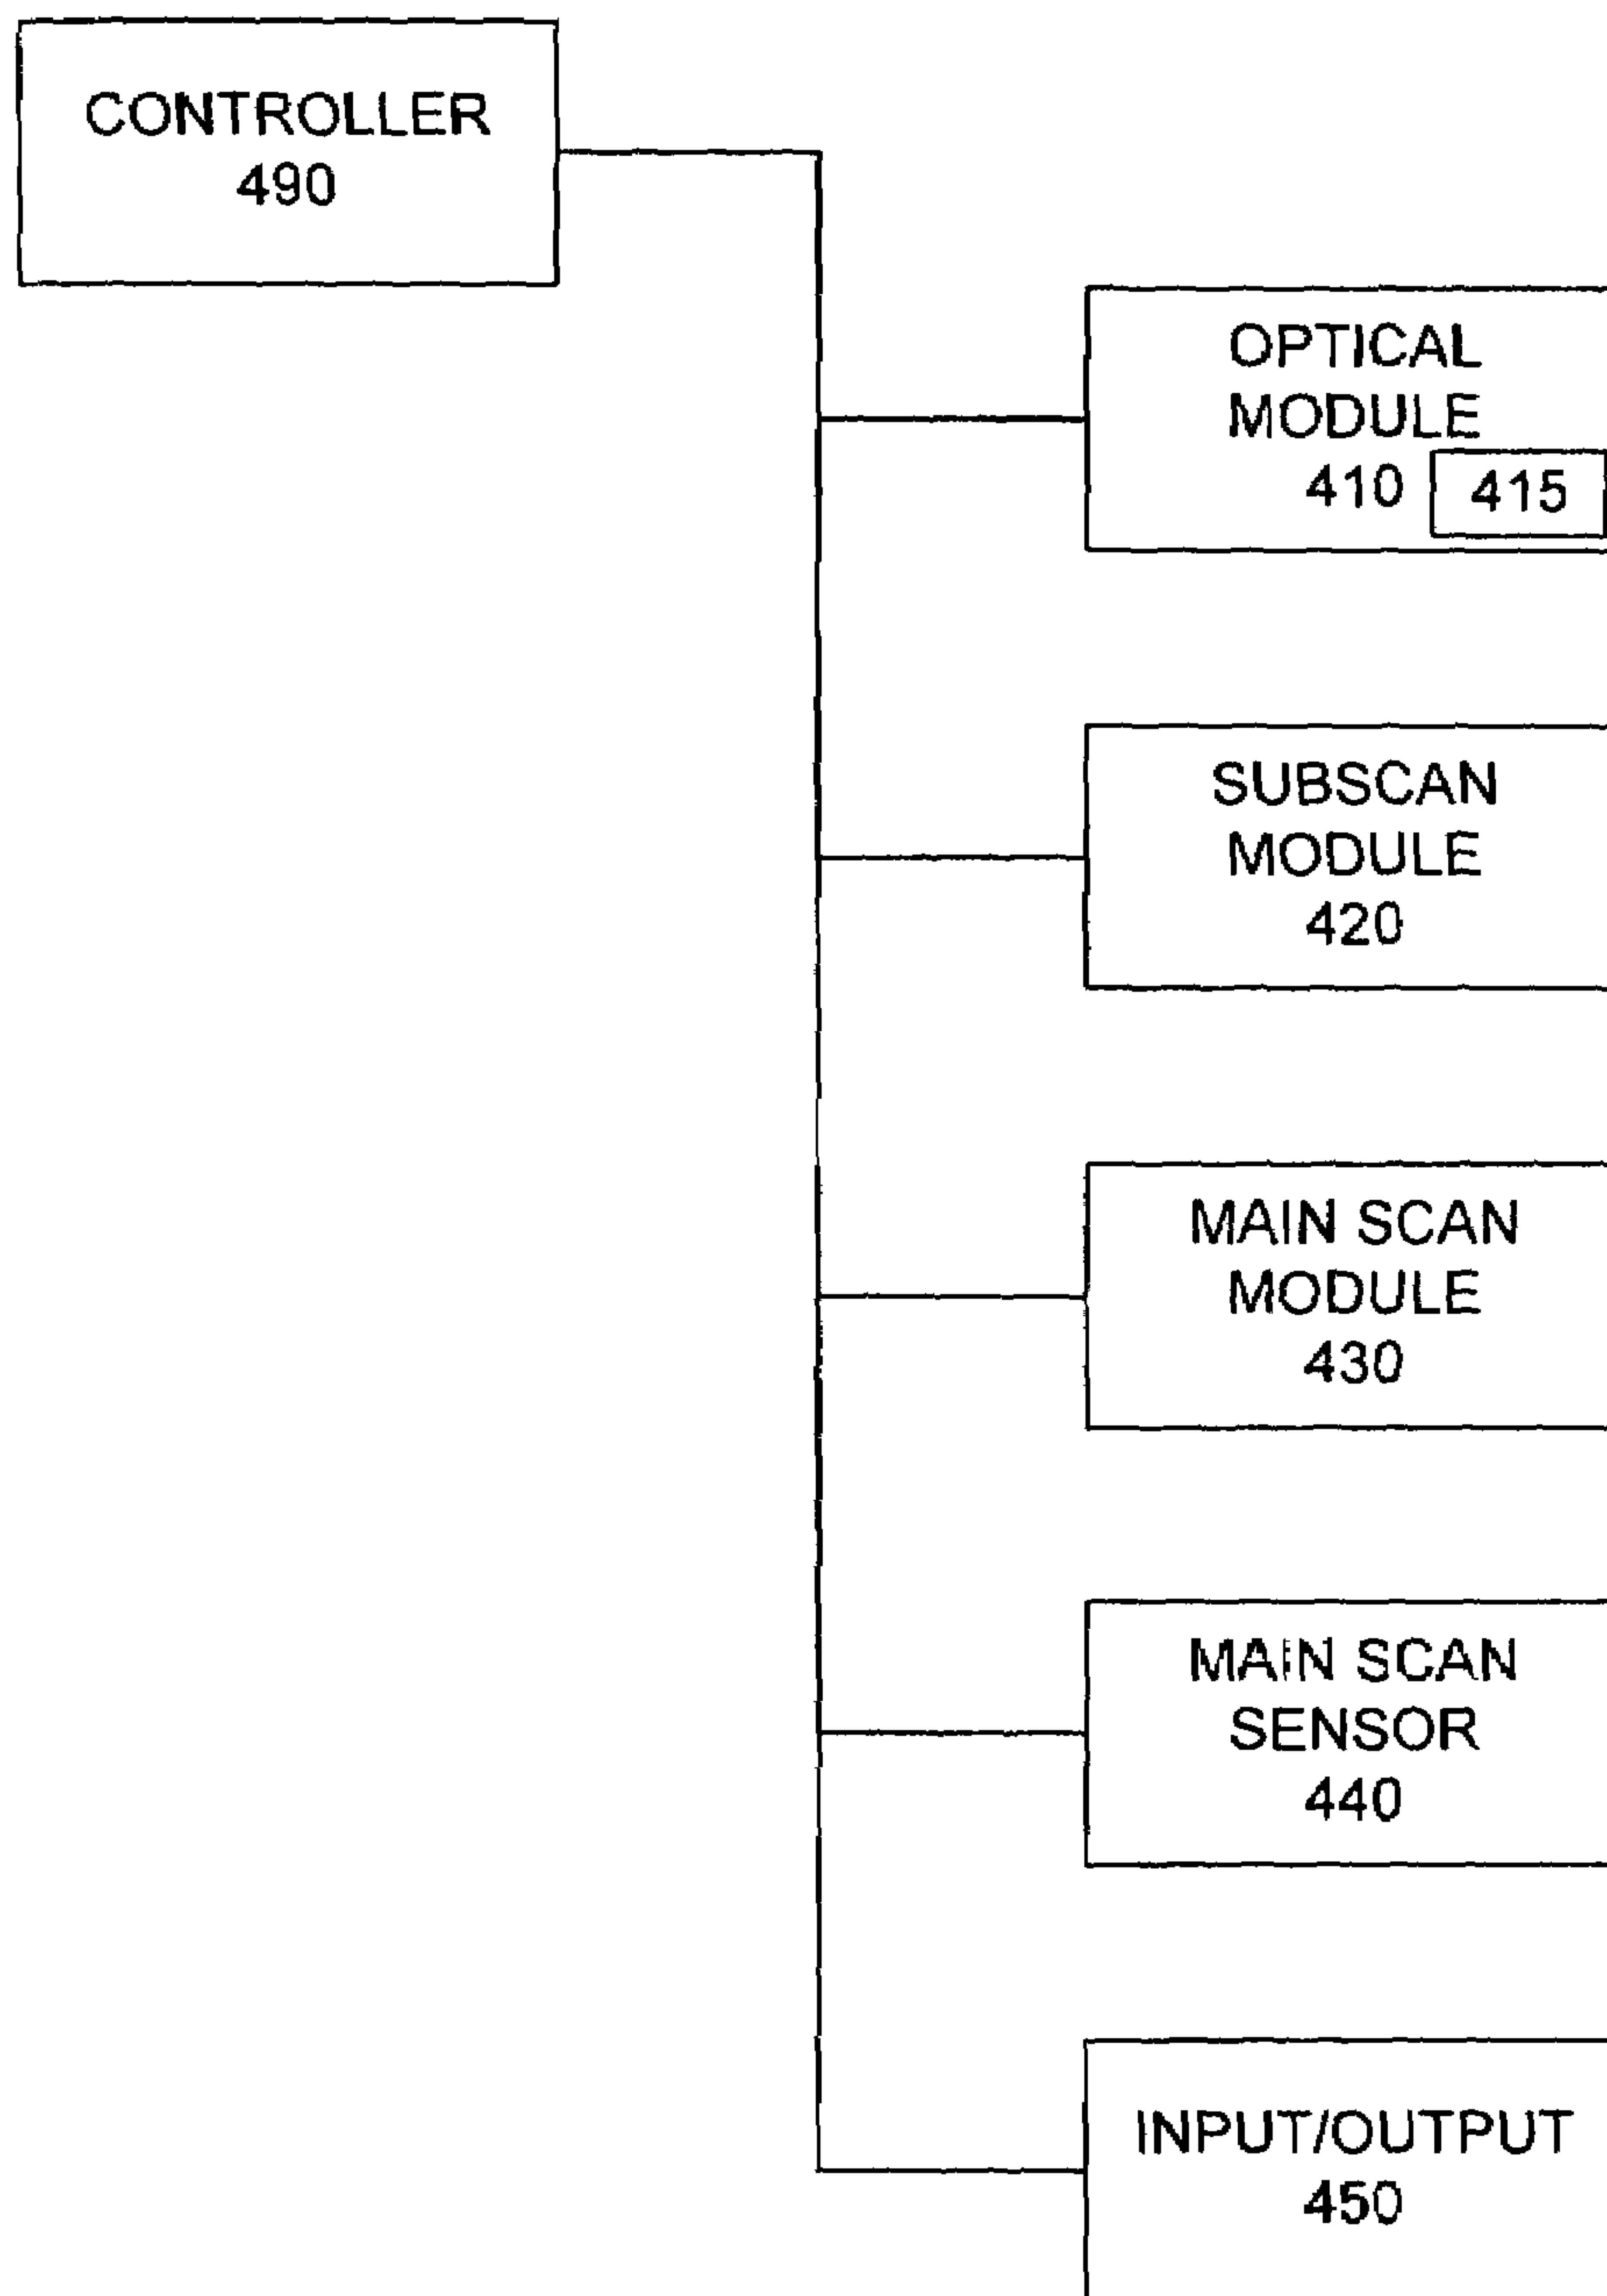 CONTROLLER
490
OPTICAL
MODULE
410
415
SUBSCAN
MODULE
420
MAIN SCAN
MODULE
430
MAIN SCAN
SENSOR
440
INPUT/OUTPUT
450